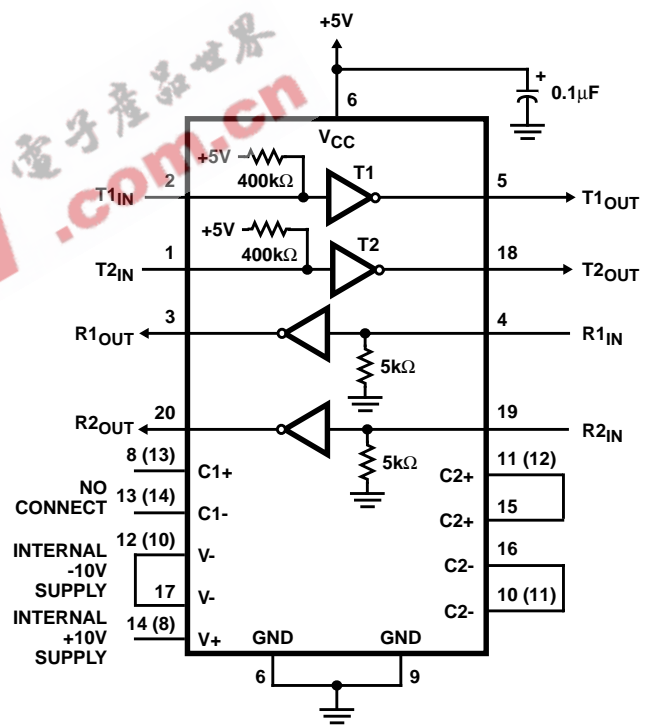 +5V
+
0.1μF
6
VCC
+5V
400kΩ
T1
T1IN
2
5
T1OUT
+5V
400kΩ
T2
T2IN
1
18
T2OUT
R1OUT
3
4
R1IN
5kΩ
R2OUT
20
19
R2IN
5kΩ
8 (13)
C1+
NO
CONNECT
13 (14)
C1-
12 (10)
V-
INTERNAL
-10V
SUPPLY
17
V-
INTERNAL
+10V
SUPPLY
14 (8)
V+
11 (12)
C2+
15
C2+
16
C2-
10 (11)
C2-
GND
GND
6
9
電子產品世界
.com.cn